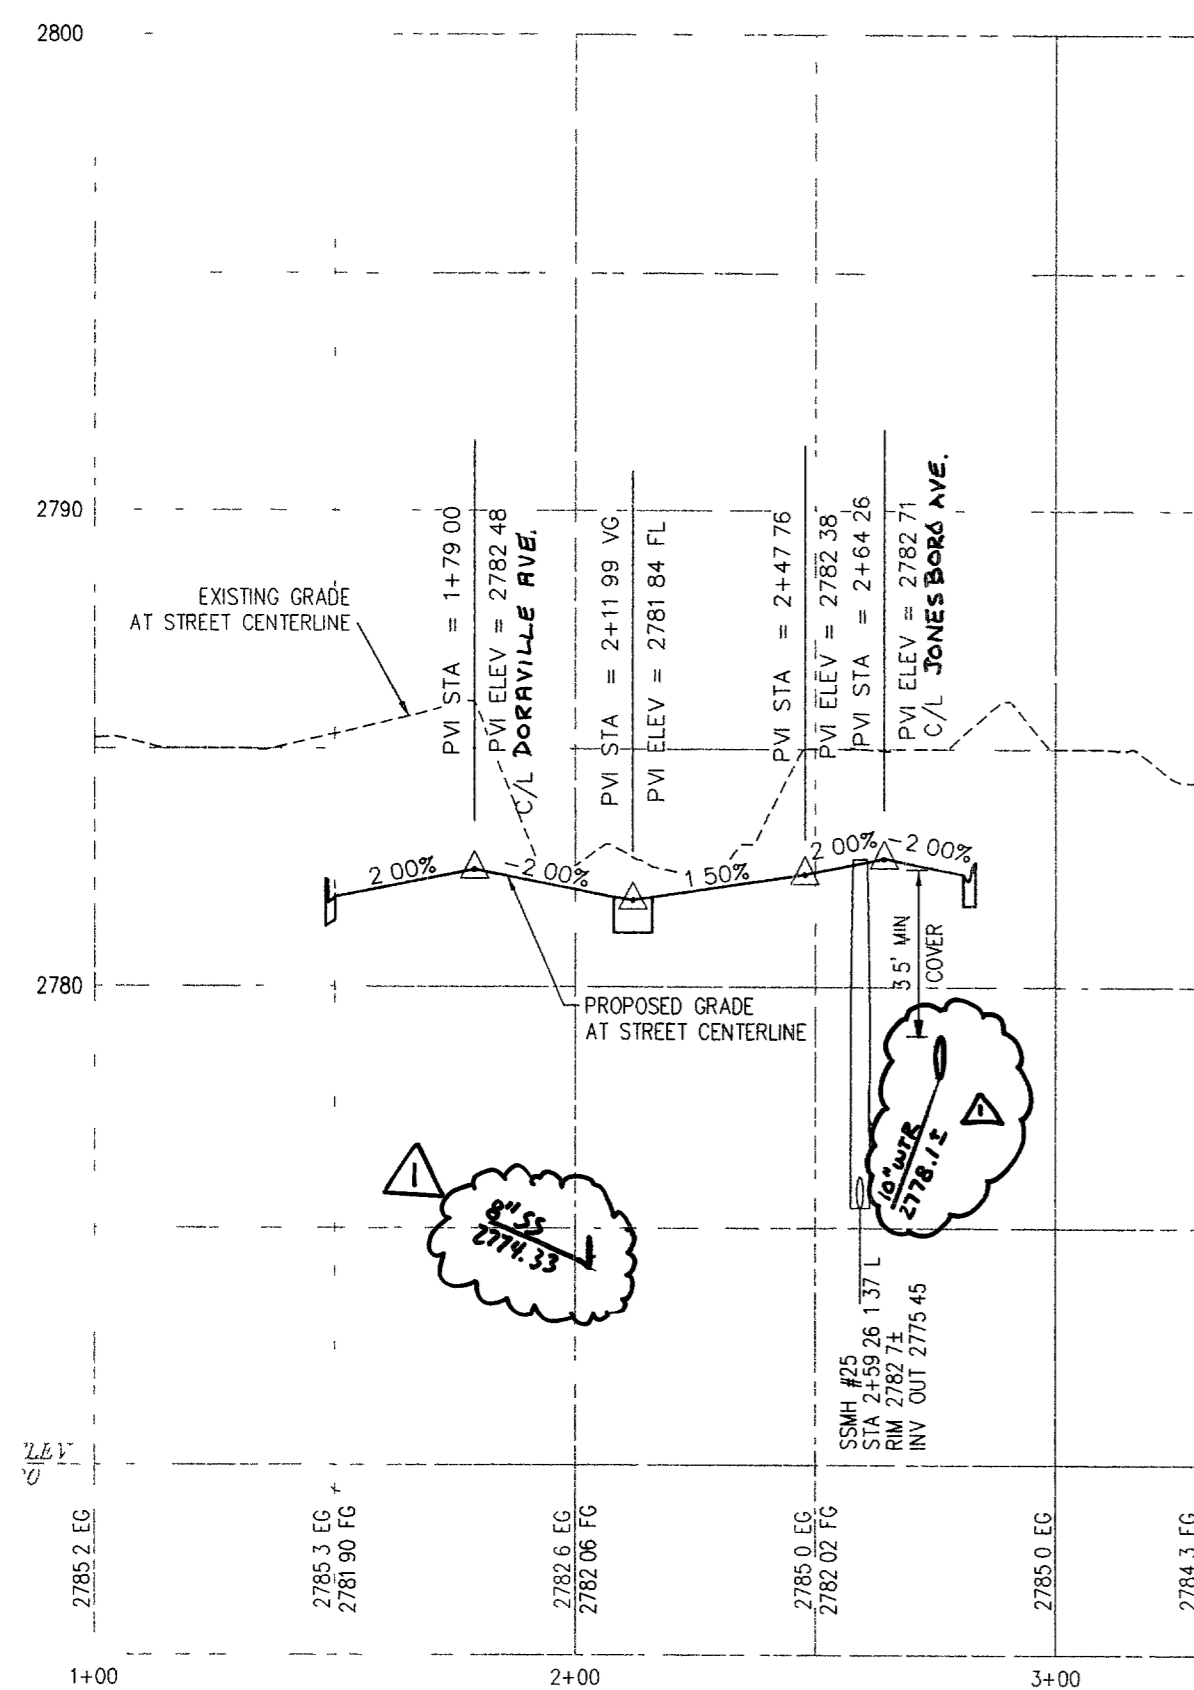 2800
2790
2780
EXISTING GRADE
AT STREET CENTERLINE
PVI STA = 1+79 00
PVI ELEV = 2782 48
C/L DORAVILLE AVE.
PVI STA = 2+11 99 VG
PVI ELEV = 2781 84 FL
PVI STA = 2+47 76
PVI ELEV = 2782 38
PVI STA = 2+64 26
PVI ELEV = 2782 71
C/L JONESBORO AVE.
2 00%
-2 00%
1 50%
2 00%
-2 00%
3 5' MIN
COVER
PROPOSED GRADE
AT STREET CENTERLINE
1
8" SS
2774.33
10" WTR
2778.1±
1
SSMH #25
STA 2+59 26 1 37 L
RIM 2782 7±
INV OUT 2775 45
2785 2 EG
2785 3 EG
2781 90 FG
2782 6 EG
2782 06 FG
2785 0 EG
2782 02 FG
2785 0 EG
2784 3 EG
1+00
2+00
3+00